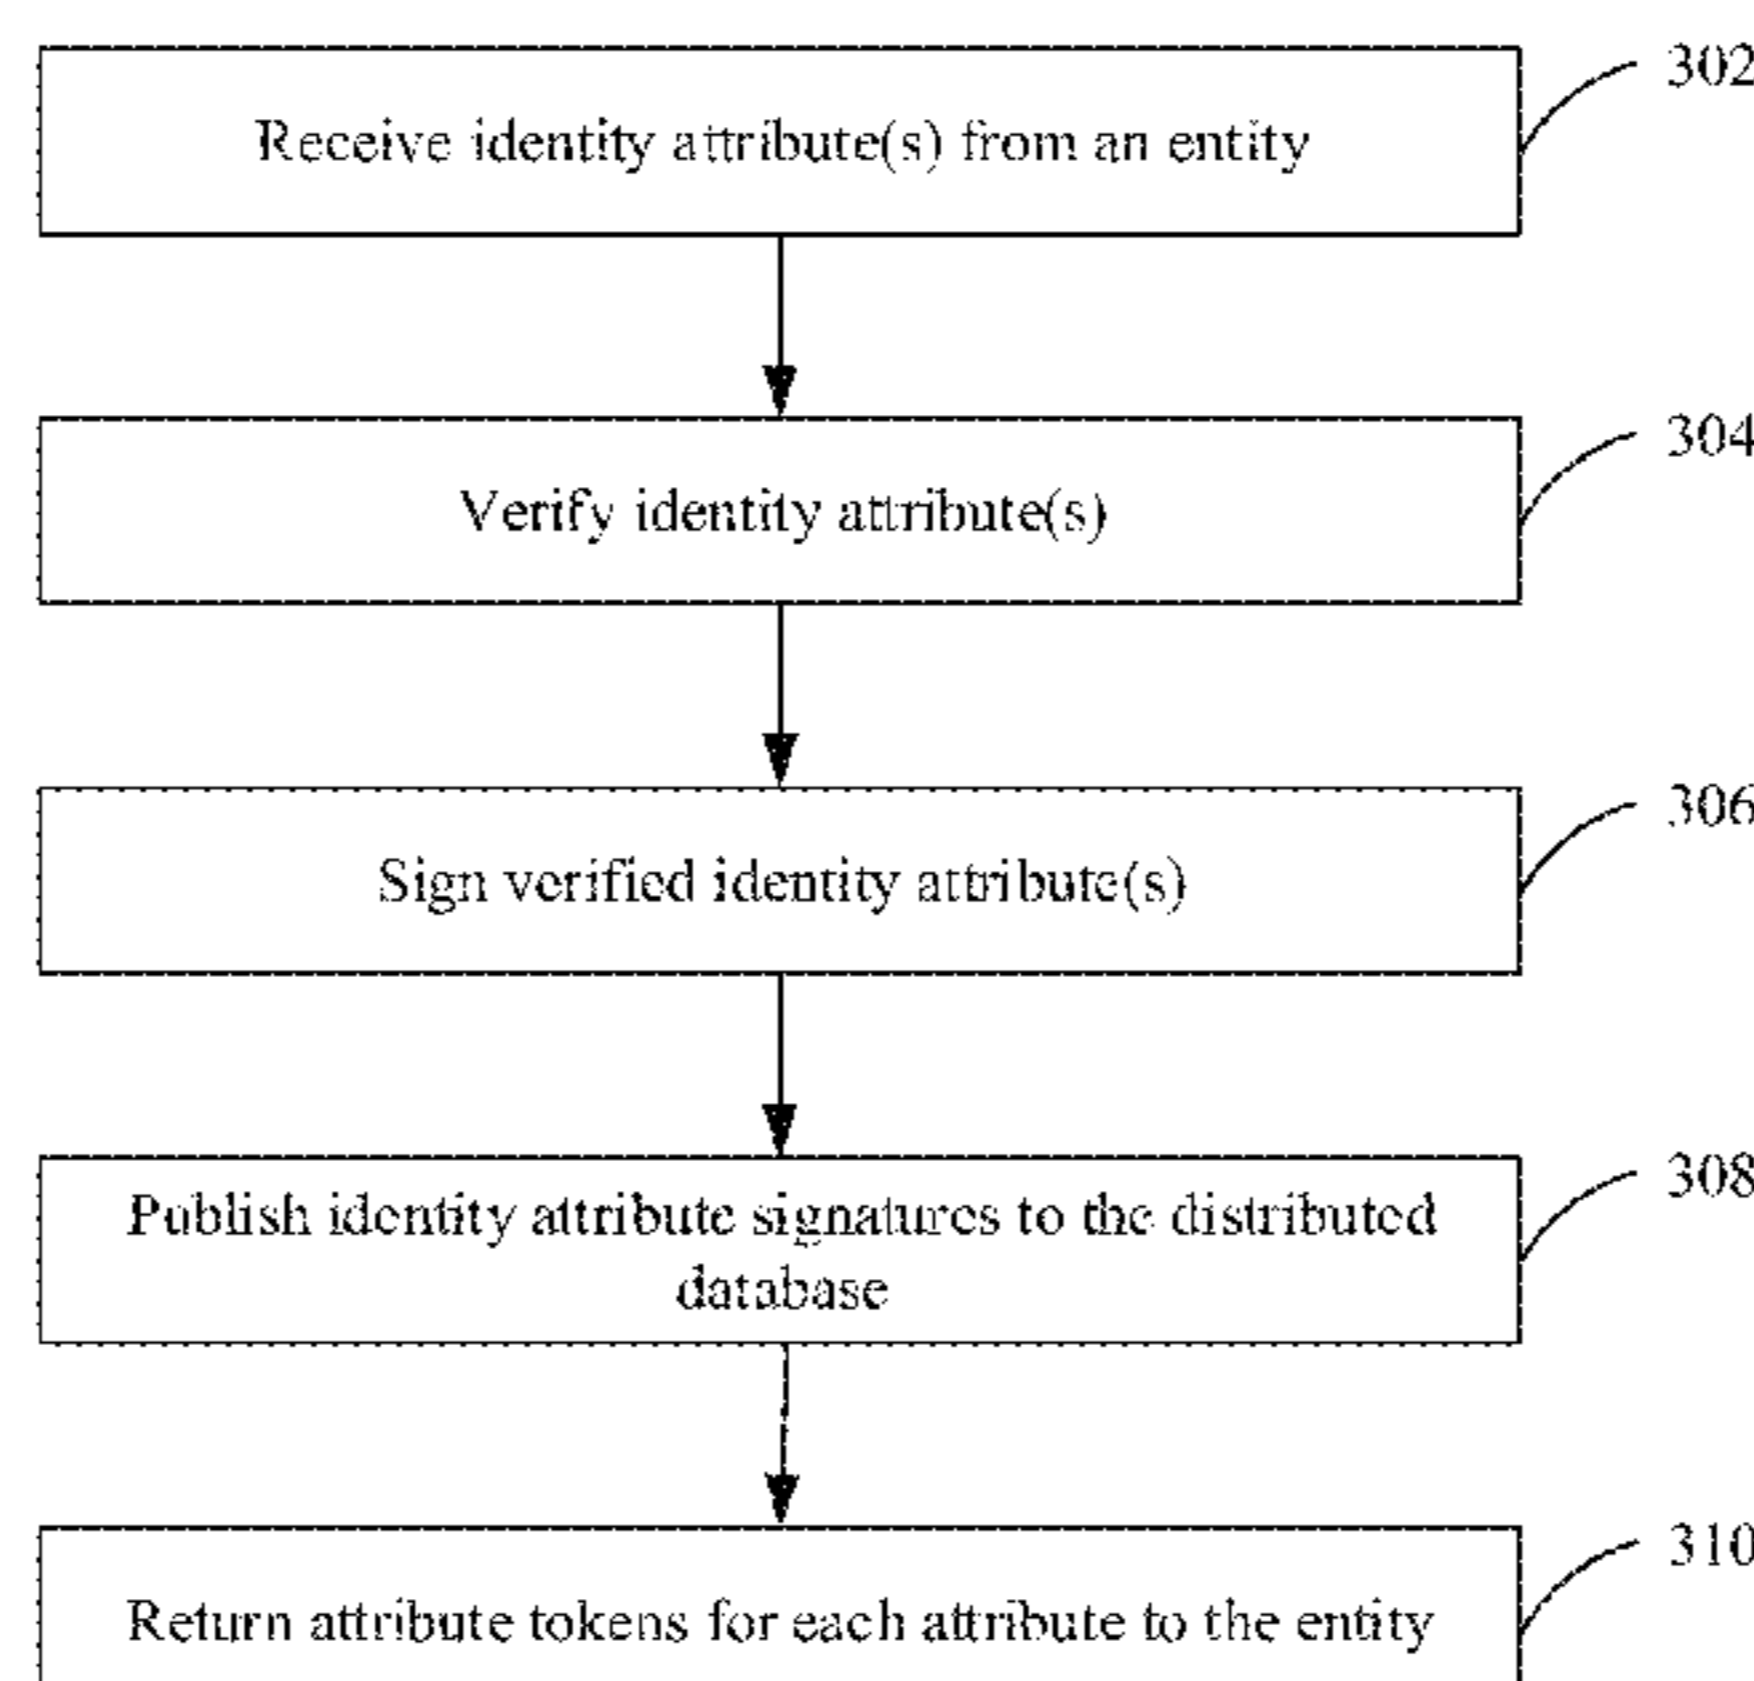 302
Receive identity attribute(s) from an entity
304
Verify identity attribute(s)
306
Sign verified identity attribute(s)
308
Publish identity attribute signatures to the distributed
database
310
Return attribute tokens for each attribute to the entity